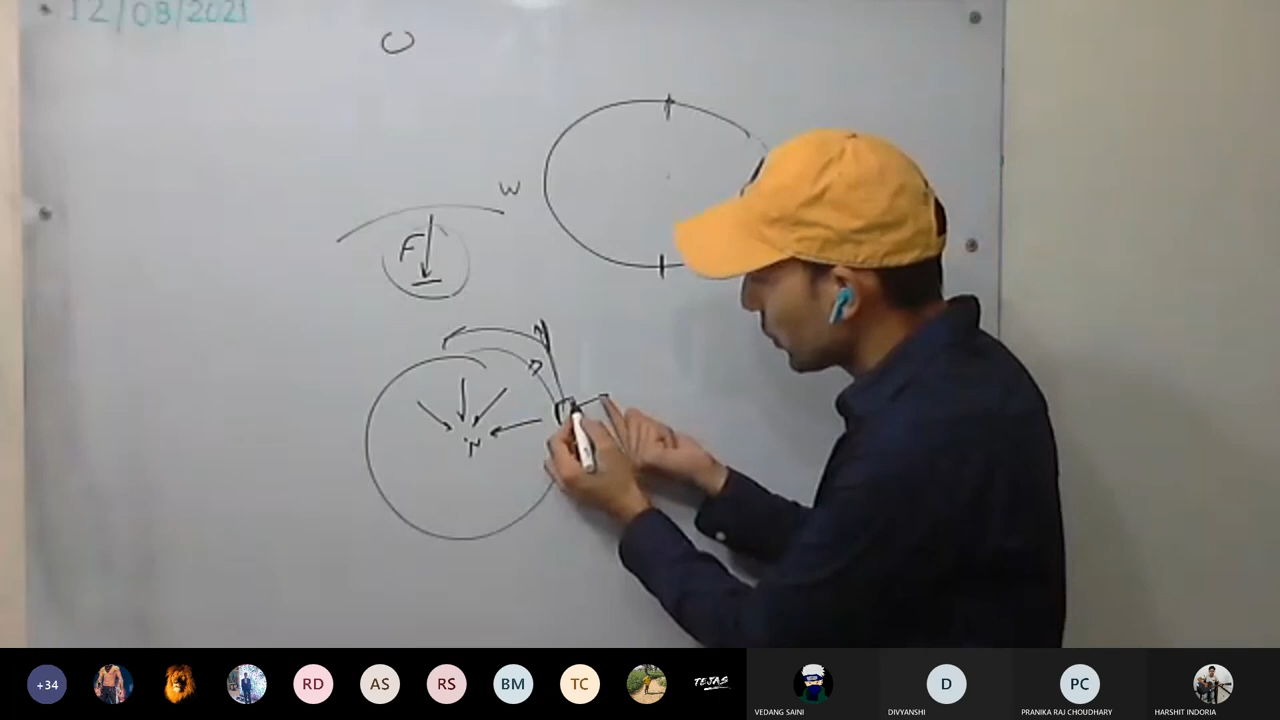 12/08/2021
W
F
N
+34
RD
AS
RS
BM
TC
TEJAS
D
PC
VEDANG SAINI
DIVYANSHI
PRANIKA RAJ CHOUDHARY
HARSHIT INDORIA